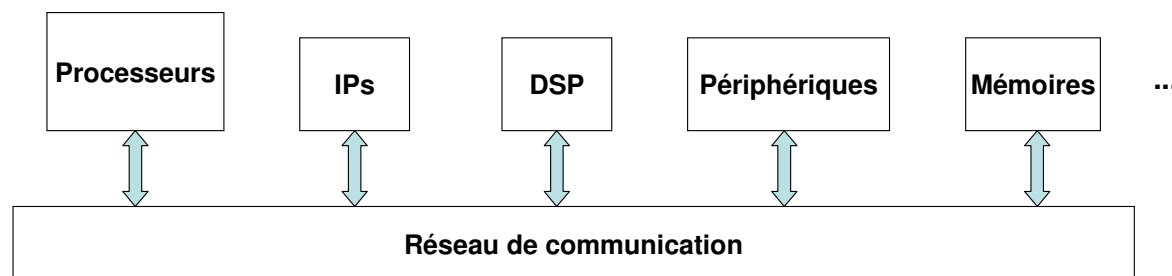 Processeurs
IPs
DSP
Périphériques
Mémoires
...
Réseau de communication